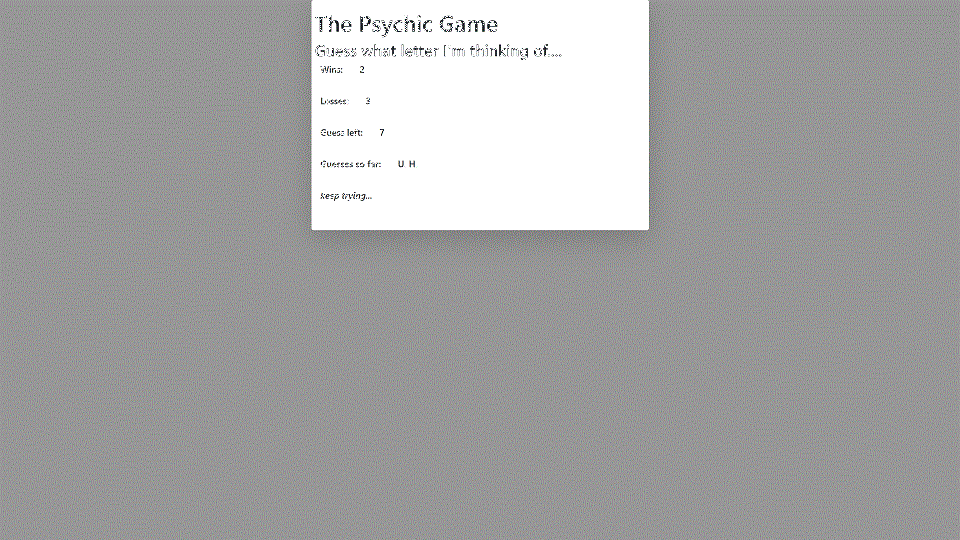 The Psychic Game
Guess what letter I'm thinking of...
Wins: 2
Losses: 3
Guess left: 7
Guesses so far: U H
keep trying...